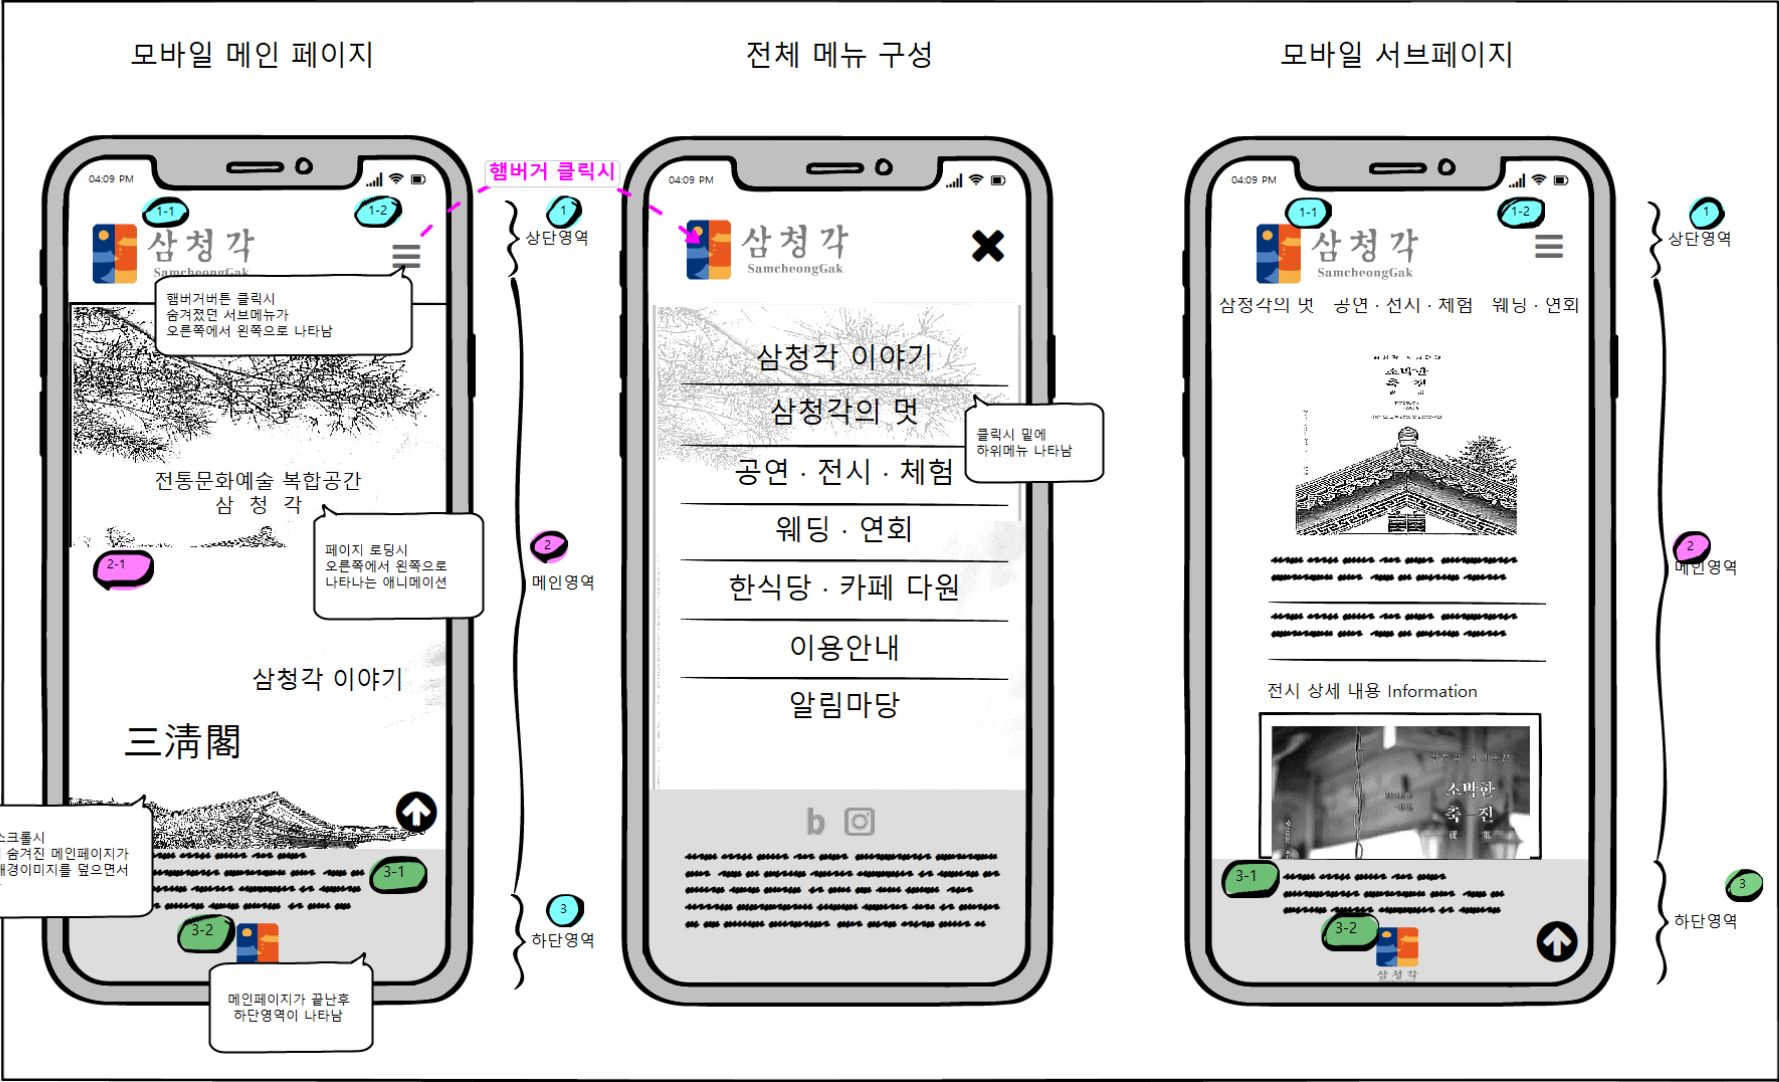 모바일 메인 페이지
전체 메뉴 구성
모바일 서브페이지
04:09 PM
1-1
1-2
삼청각
SamcheongGak
햄버거버튼 클릭시
숨겨졌던 서브메뉴가
오른쪽에서 왼쪽으로 나타남
전통문화예술 복합공간
삼 청 각
페이지 로딩시
오른쪽에서 왼쪽으로
나타나는 애니메이션
2-1
삼청각 이야기
三淸閣
스크롤시
숨겨진 메인페이지가
배경이미지를 덮으면서
3-1
3-2
메인페이지가 끝난후
하단영역이 나타남
햄버거 클릭시
1
상단영역
2
메인영역
3
하단영역
04:09 PM
삼청각
SamcheongGak
삼청각 이야기
삼청각의 멋
공연 · 전시 · 체험
웨딩 · 연회
한식당 · 카페 다원
이용안내
알림마당
클릭시 밑에
하위메뉴 나타남
b
04:09 PM
1-1
1-2
삼청각
SamcheongGak
삼청각의 멋 공연 · 전시 · 체험 웨딩 · 연회
소박한
축 전
전시 상세 내용 Information
소박한
축 전
3-1
3-2
삼청각
1
상단영역
2
메인영역
3
하단영역